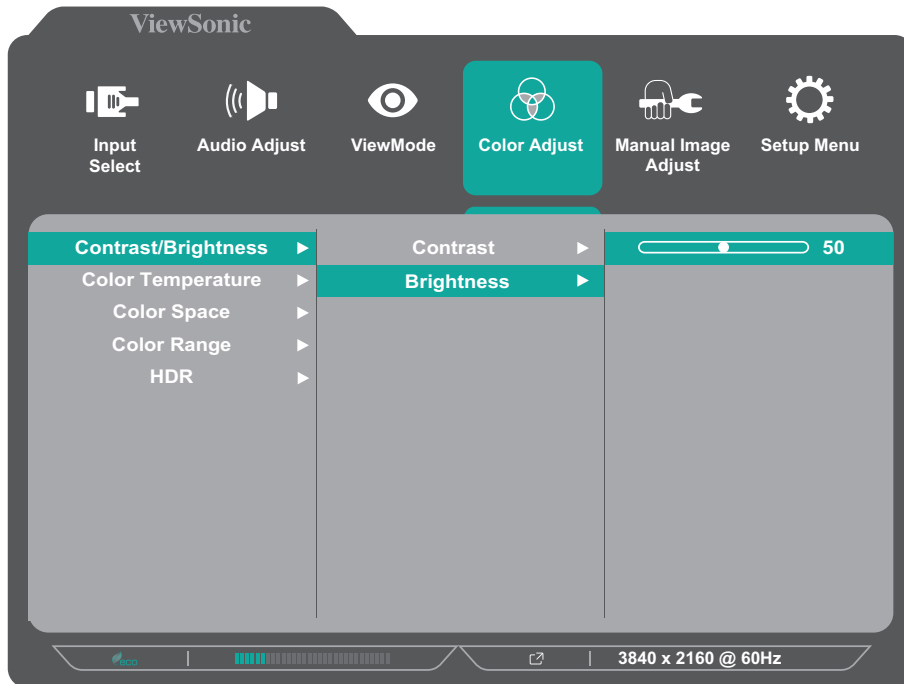 ViewSonic
Input
Select
Audio Adjust
ViewMode
Color Adjust
Manual Image
Adjust
Setup Menu
Contrast/Brightness
Contrast
50
Color Temperature
Brightness
Color Space
Color Range
HDR
eco
3840 x 2160 @ 60Hz